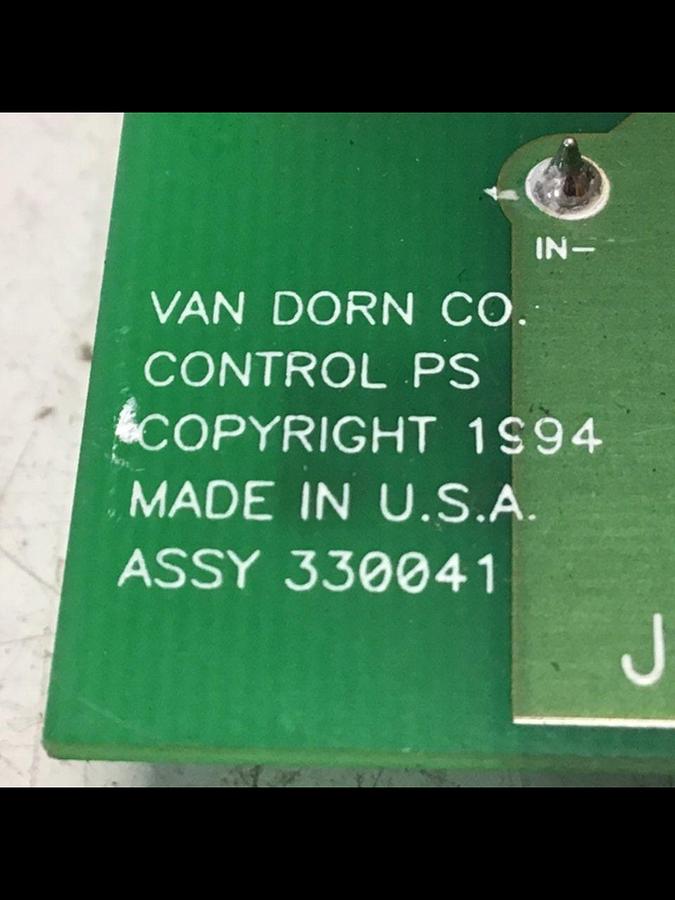 IN-
VAN DORN CO.
CONTROL PS
COPYRIGHT 1994
MADE IN U.S.A.
ASSY 330041
J